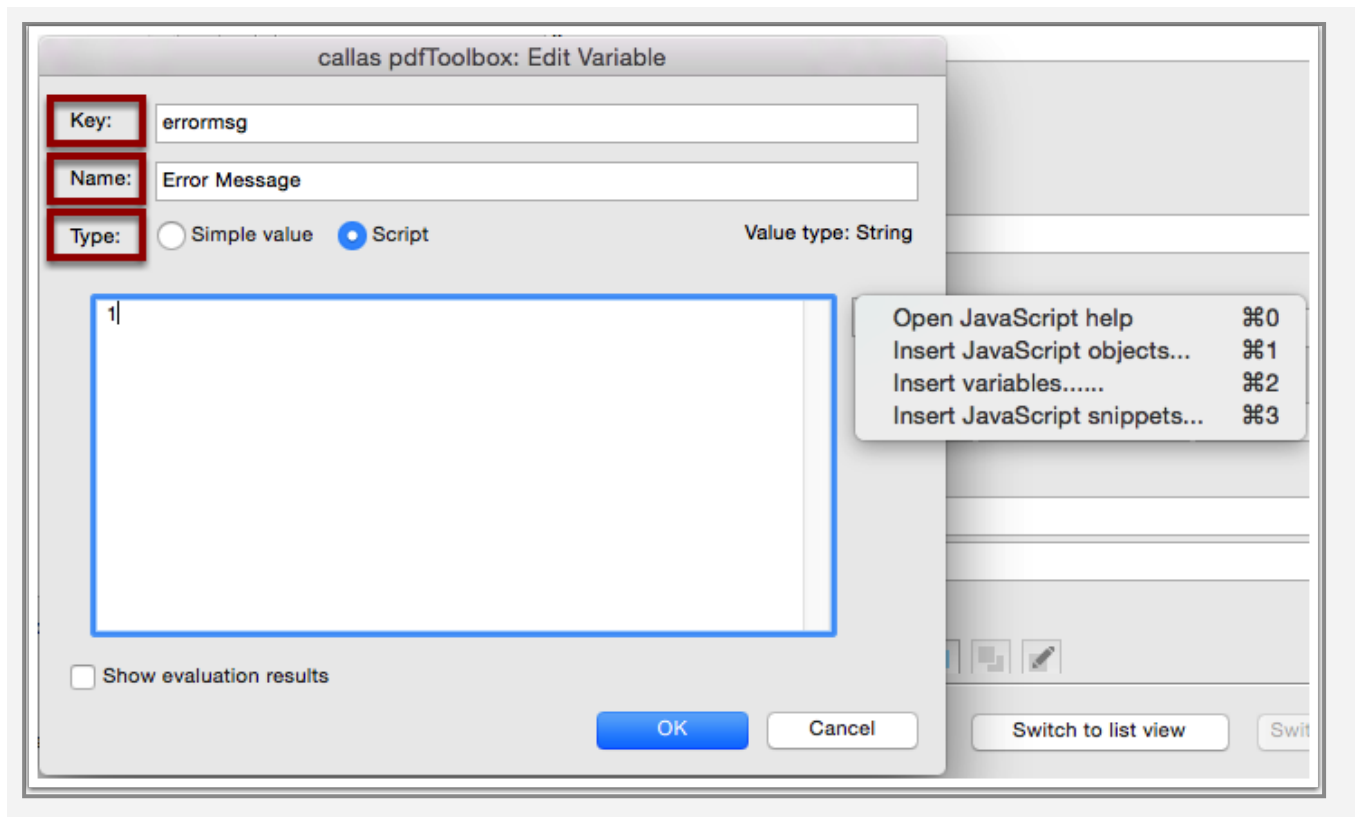 callas pdfToolbox: Edit Variable
Key: errormsg
Name: Error Message
Type: Simple value Script Value type: String
1
Open JavaScript help ⌘0
Insert JavaScript objects... ⌘1
Insert variables...... ⌘2
Insert JavaScript snippets... ⌘3
Show evaluation results
OK Cancel Switch to list view Swit